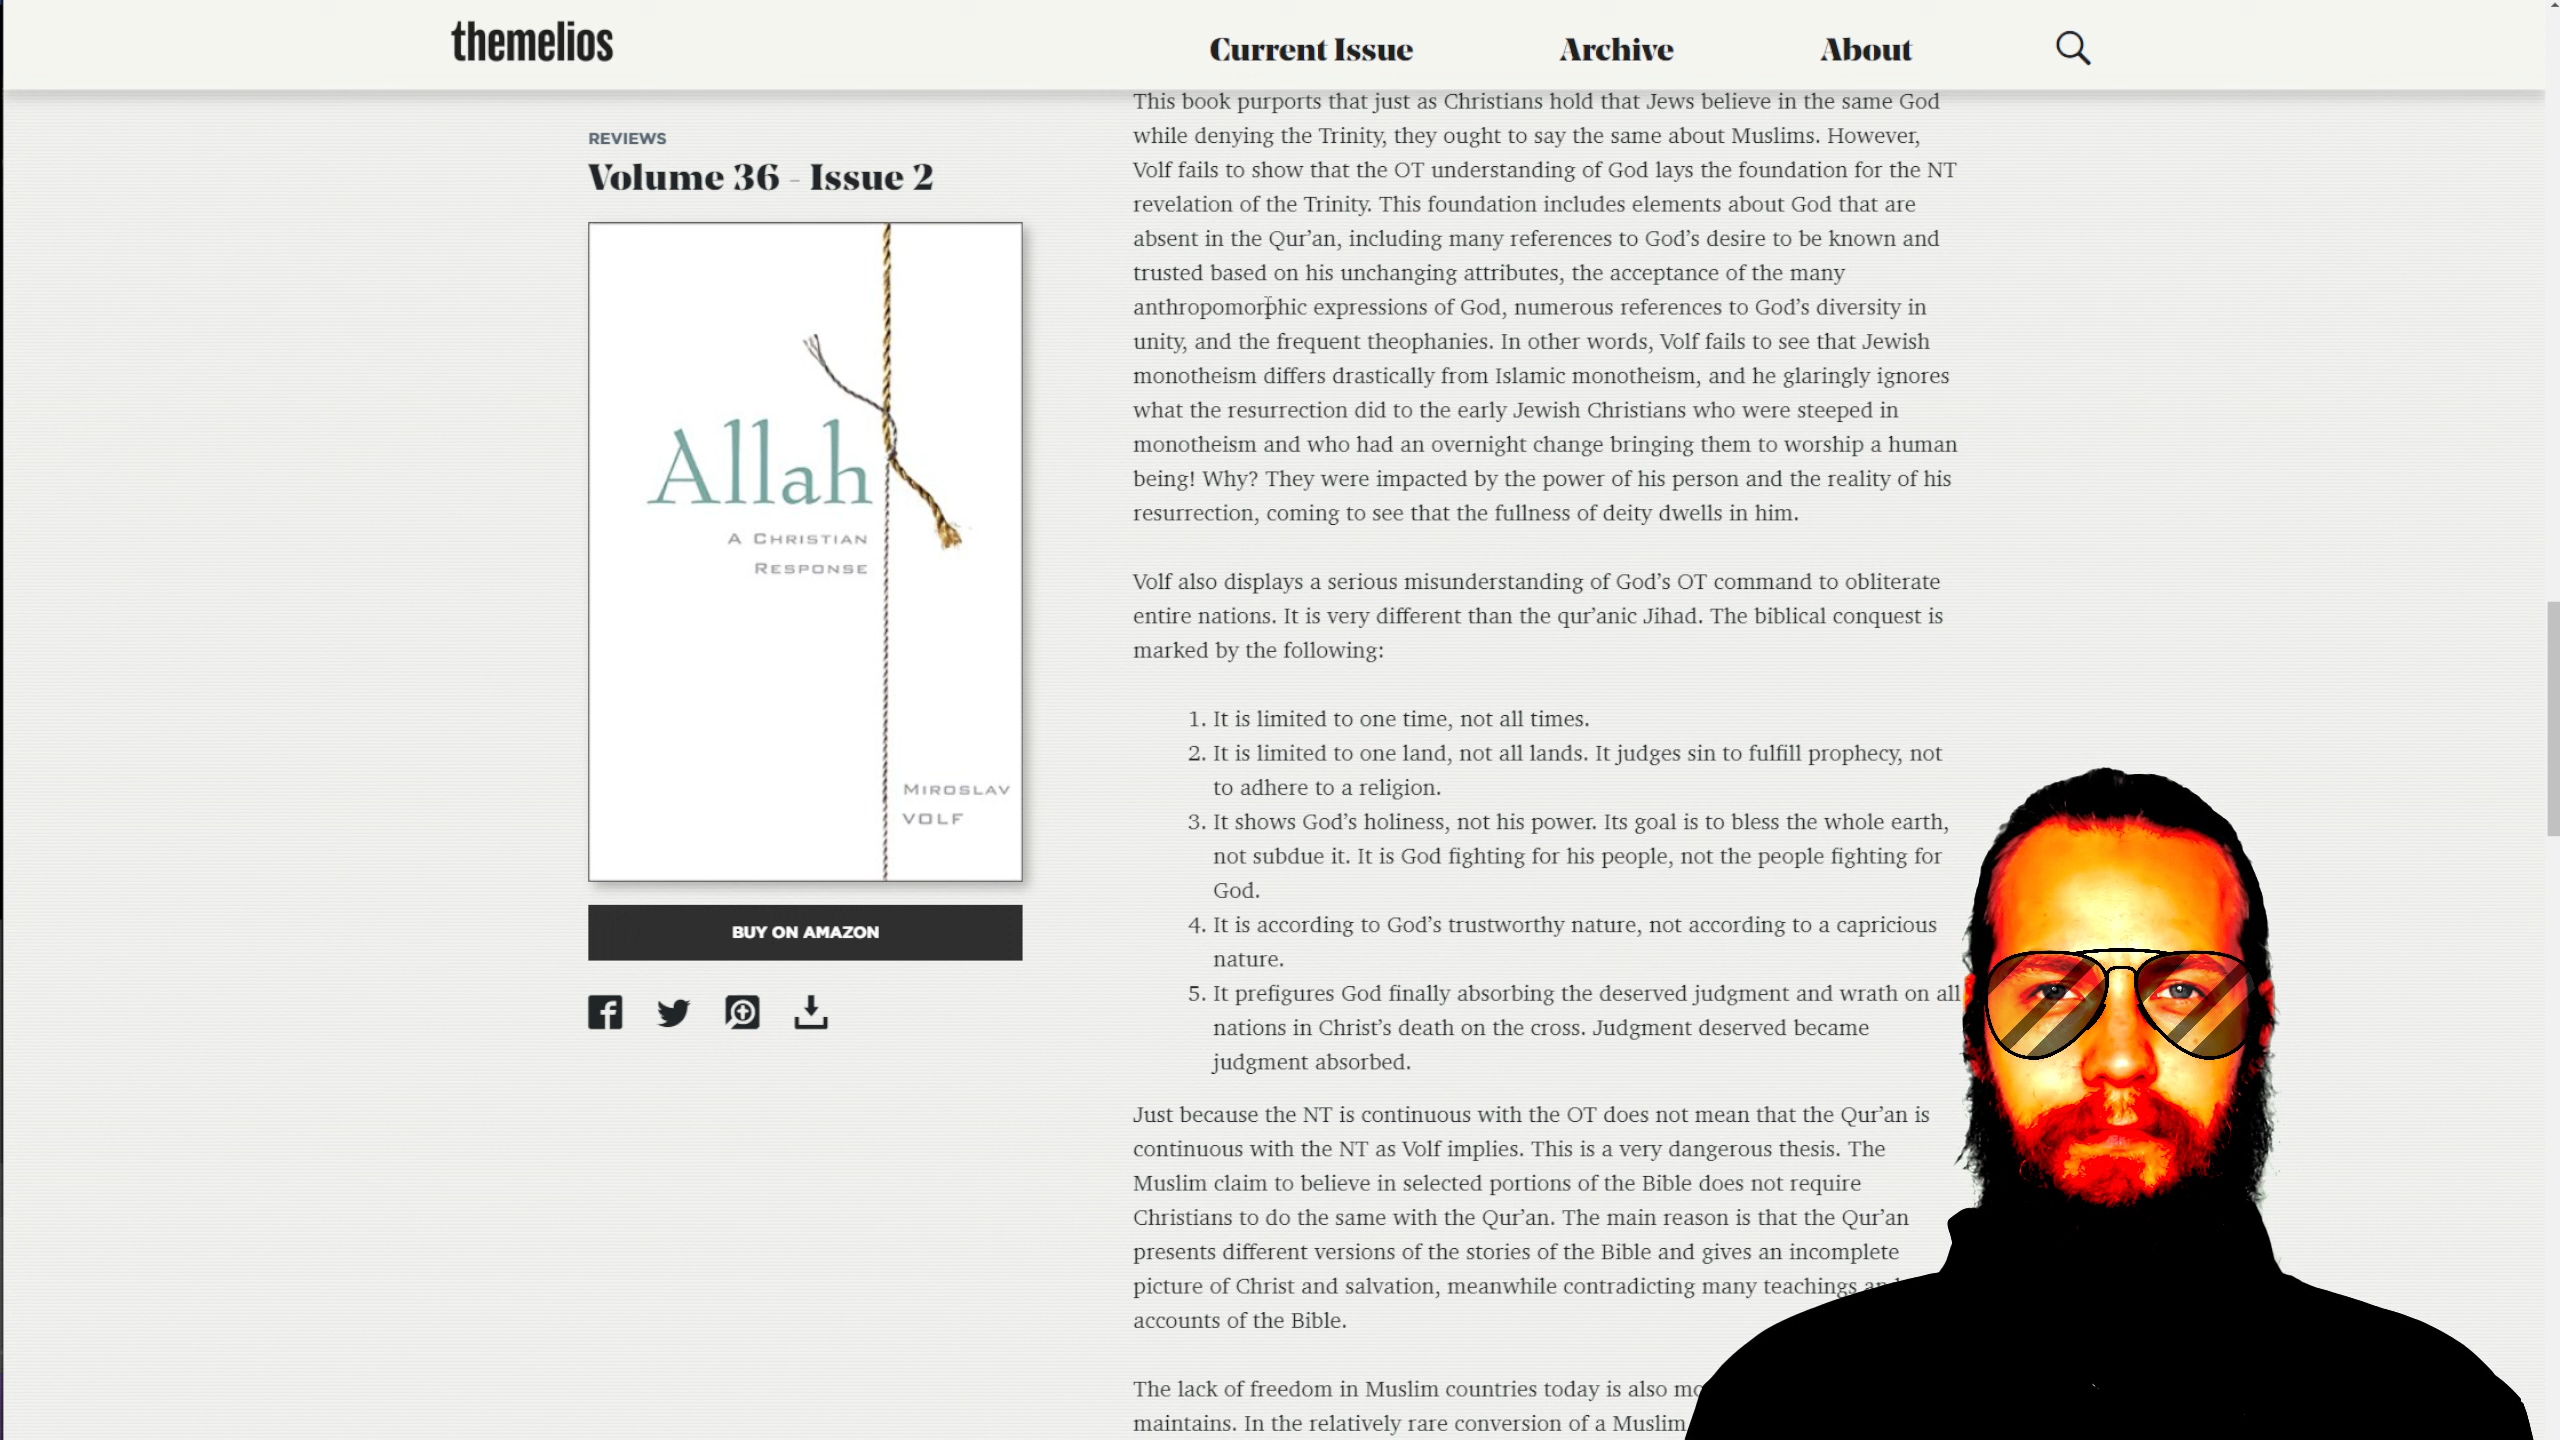 themelios
Current Issue
Archive
About
REVIEWS
Volume 36 - Issue 2
Allah
A CHRISTIAN
RESPONSE
MIROSLAV
VOLF
BUY ON AMAZON
This book purports that just as Christians hold that Jews believe in the same God
while denying the Trinity, they ought to say the same about Muslims. However,
Volf fails to show that the OT understanding of God lays the foundation for the NT
revelation of the Trinity. This foundation includes elements about God that are
absent in the Qur’an, including many references to God’s desire to be known and
trusted based on his unchanging attributes, the acceptance of the many
anthropomorphic expressions of God, numerous references to God’s diversity in
unity, and the frequent theophanies. In other words, Volf fails to see that Jewish
monotheism differs drastically from Islamic monotheism, and he glaringly ignores
what the resurrection did to the early Jewish Christians who were steeped in
monotheism and who had an overnight change bringing them to worship a human
being! Why? They were impacted by the power of his person and the reality of his
resurrection, coming to see that the fullness of deity dwells in him.
Volf also displays a serious misunderstanding of God’s OT command to obliterate
entire nations. It is very different than the qur’anic Jihad. The biblical conquest is
marked by the following:
1. It is limited to one time, not all times.
2. It is limited to one land, not all lands. It judges sin to fulfill prophecy, not
to adhere to a religion.
3. It shows God’s holiness, not his power. Its goal is to bless the whole earth,
not subdue it. It is God fighting for his people, not the people fighting for
God.
4. It is according to God’s trustworthy nature, not according to a capricious
nature.
5. It prefigures God finally absorbing the deserved judgment and wrath on all
nations in Christ’s death on the cross. Judgment deserved became
judgment absorbed.
Just because the NT is continuous with the OT does not mean that the Qur’an is
continuous with the NT as Volf implies. This is a very dangerous thesis. The
Muslim claim to believe in selected portions of the Bible does not require
Christians to do the same with the Qur’an. The main reason is that the Qur’an
presents different versions of the stories of the Bible and gives an incomplete
picture of Christ and salvation, meanwhile contradicting many teachings
accounts of the Bible.
The lack of freedom in Muslim countries today is also
maintains. In the relatively rare conversion of a Muslim